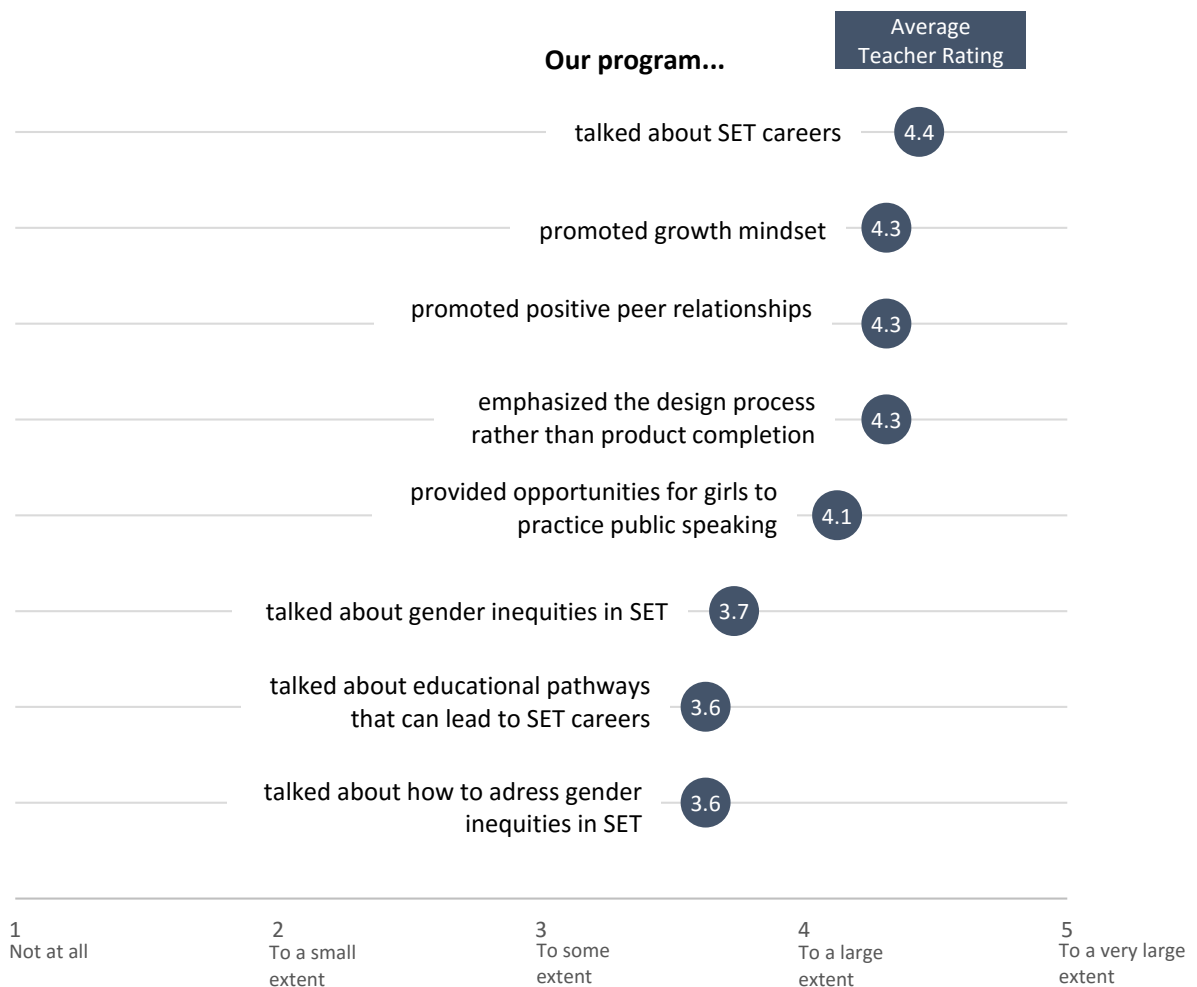 Our program...
Average
Teacher Rating
talked about SET careers
4.4
promoted growth mindset
4.3
promoted positive peer relationships
4.3
emphasized the design process
rather than product completion
4.3
provided opportunities for girls to
practice public speaking
4.1
talked about gender inequities in SET
3.7
talked about educational pathways
that can lead to SET careers
3.6
talked about how to adress gender
inequities in SET
3.6
1
Not at all
2
To a small
extent
3
To some
extent
4
To a large
extent
5
To a very large
extent